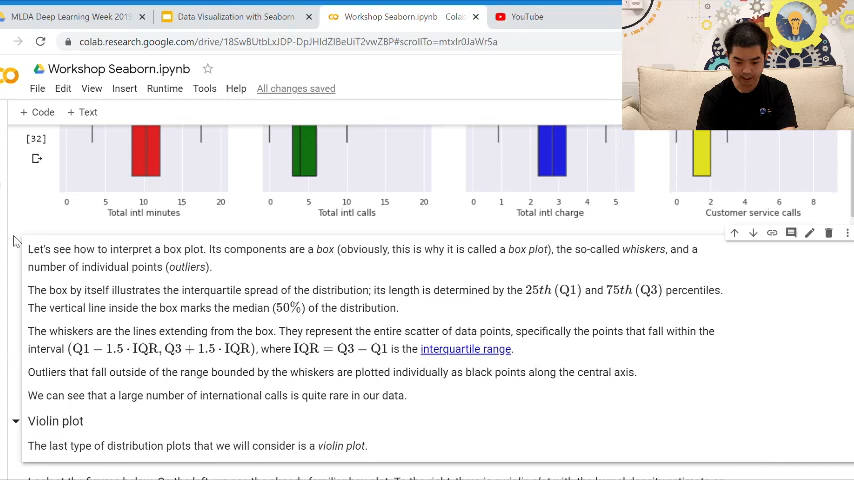 MLDA Deep Learning Week 2019
Data Visualization with Seaborn
Workshop Seaborn.ipynb - Colab
YouTube
colab.research.google.com/drive/18SwBUtbLxJDP-DpJHIdZlBeUiT2vwZBP#scrollTo=mtxIr0JaWr5a
Workshop Seaborn.ipynb
File Edit View Insert Runtime Tools Help All changes saved
+ Code + Text
[32]
0 5 10 15 20
Total intl minutes
0 5 10 15 20
Total intl calls
0 1 2 3 4 5
Total intl charge
0 2 4 6 8
Customer service calls
Let's see how to interpret a box plot. Its components are a box (obviously, this is why it is called a box plot), the so-called whiskers, and a
number of individual points (outliers).
The box by itself illustrates the interquartile spread of the distribution; its length is determined by the 25th (Q1) and 75th (Q3) percentiles.
The vertical line inside the box marks the median (50%) of the distribution.
The whiskers are the lines extending from the box. They represent the entire scatter of data points, specifically the points that fall within the
interval (Q1 − 1.5 · IQR, Q3 + 1.5 · IQR), where IQR = Q3 − Q1 is the interquartile range.
Outliers that fall outside of the range bounded by the whiskers are plotted individually as black points along the central axis.
We can see that a large number of international calls is quite rare in our data.
Violin plot
The last type of distribution plots that we will consider is a violin plot.